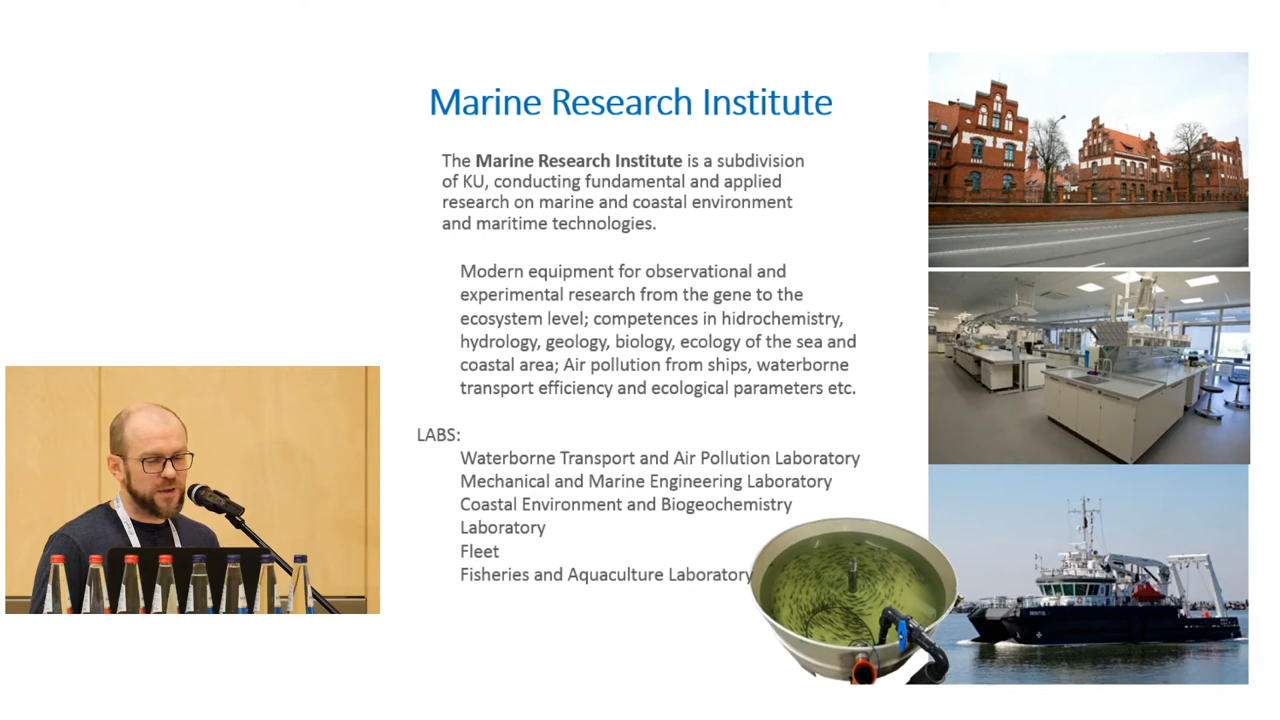 Marine Research Institute
The Marine Research Institute is a subdivision
of KU, conducting fundamental and applied
research on marine and coastal environment
and maritime technologies.
Modern equipment for observational and
experimental research from the gene to the
ecosystem level; competences in hidrochemistry,
hydrology, geology, biology, ecology of the sea and
coastal area; Air pollution from ships, waterborne
transport efficiency and ecological parameters etc.
LABS:
Waterborne Transport and Air Pollution Laboratory
Mechanical and Marine Engineering Laboratory
Coastal Environment and Biogeochemistry
Laboratory
Fleet
Fisheries and Aquaculture Laboratory